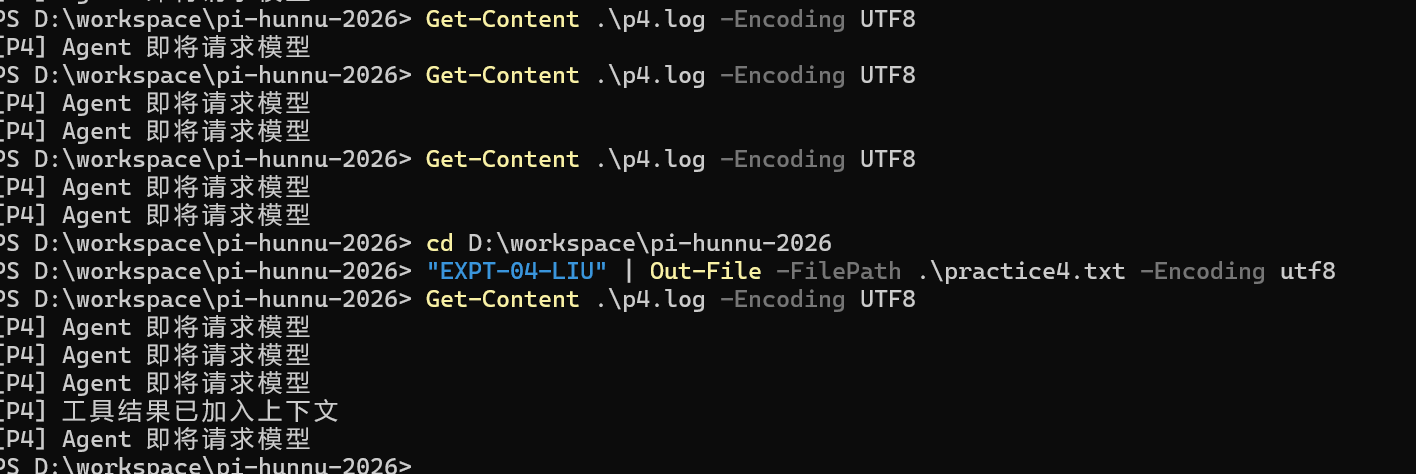 PS D:\workspace\pi-hunnu-2026> Get-Content .\p4.log -Encoding UTF8
[P4] Agent 即将请求模型
PS D:\workspace\pi-hunnu-2026> Get-Content .\p4.log -Encoding UTF8
[P4] Agent 即将请求模型
[P4] Agent 即将请求模型
PS D:\workspace\pi-hunnu-2026> Get-Content .\p4.log -Encoding UTF8
[P4] Agent 即将请求模型
[P4] Agent 即将请求模型
PS D:\workspace\pi-hunnu-2026> cd D:\workspace\pi-hunnu-2026
PS D:\workspace\pi-hunnu-2026> "EXPT-04-LIU" | Out-File -FilePath .\practice4.txt -Encoding utf8
PS D:\workspace\pi-hunnu-2026> Get-Content .\p4.log -Encoding UTF8
[P4] Agent 即将请求模型
[P4] Agent 即将请求模型
[P4] Agent 即将请求模型
[P4] 工具结果已加入上下文
[P4] Agent 即将请求模型
PS D:\workspace\pi-hunnu-2026>